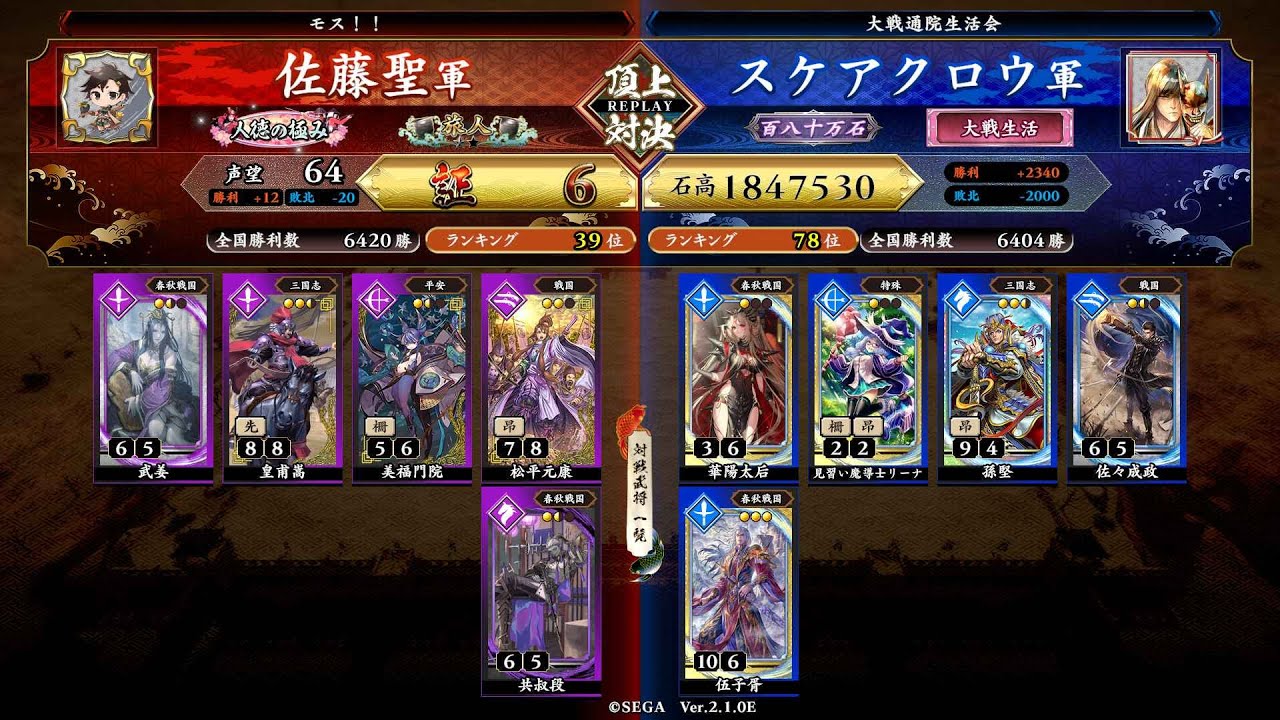 モス！！
大戦通院生活会
佐藤聖軍
頂上
REPLAY
対決
スケアクロウ軍
人徳の極み
旅人
百八十万石
大戦生活
声望 64
勝利 +12 敗北 -20
証 6
石高 1847530
勝利 +2340
敗北 -2000
全国勝利数 6420勝
ランキング 39位
ランキング 78位
全国勝利数 6404勝
春秋戦国
6 5
武姜
三国志
先
8 8
皇甫嵩
平安
柵
5 6
美福門院
戦国
昂
7 8
松平元康
春秋戦国
3 6
華陽太后
特殊
柵 昂
2 2
見習い魔導士リーナ
三国志
昂
9 4
孫堅
戦国
6 5
佐々成政
対戦武将一覧
春秋戦国
6 5
共叔段
春秋戦国
10 6
伍子胥
©SEGA Ver.2.1.0E